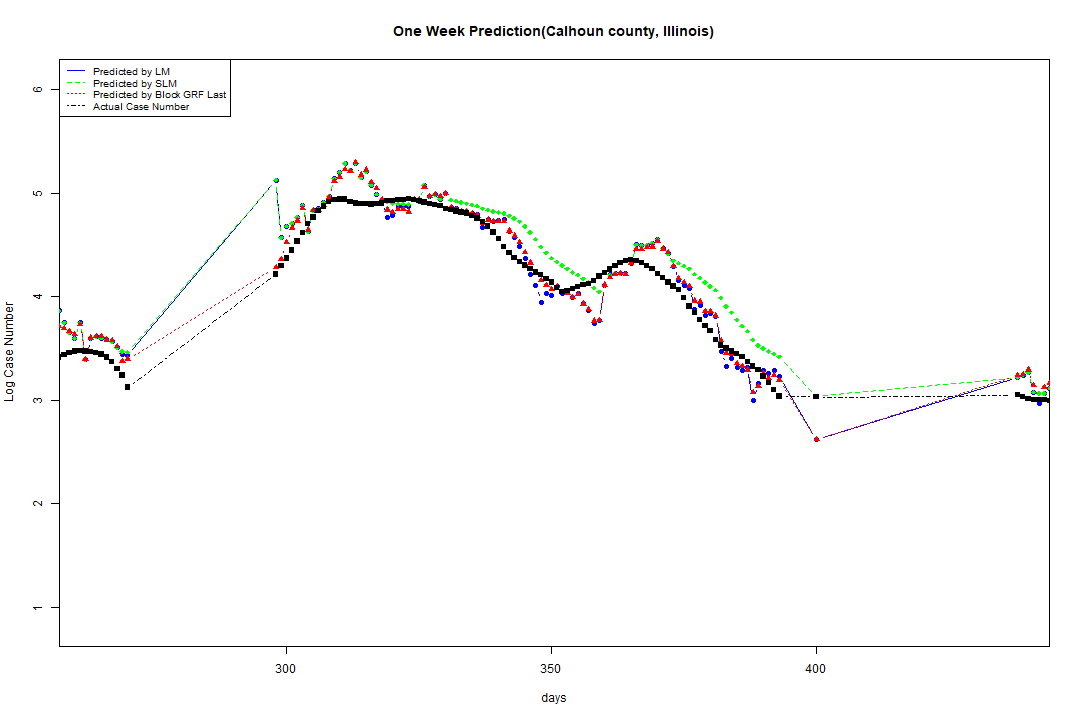 One Week Prediction(Calhoun county, Illinois)
Predicted by LM
Predicted by SLM
Predicted by Block GRF Last
Actual Case Number
Log Case Number
6
5
4
3
2
1
300
350
400
days